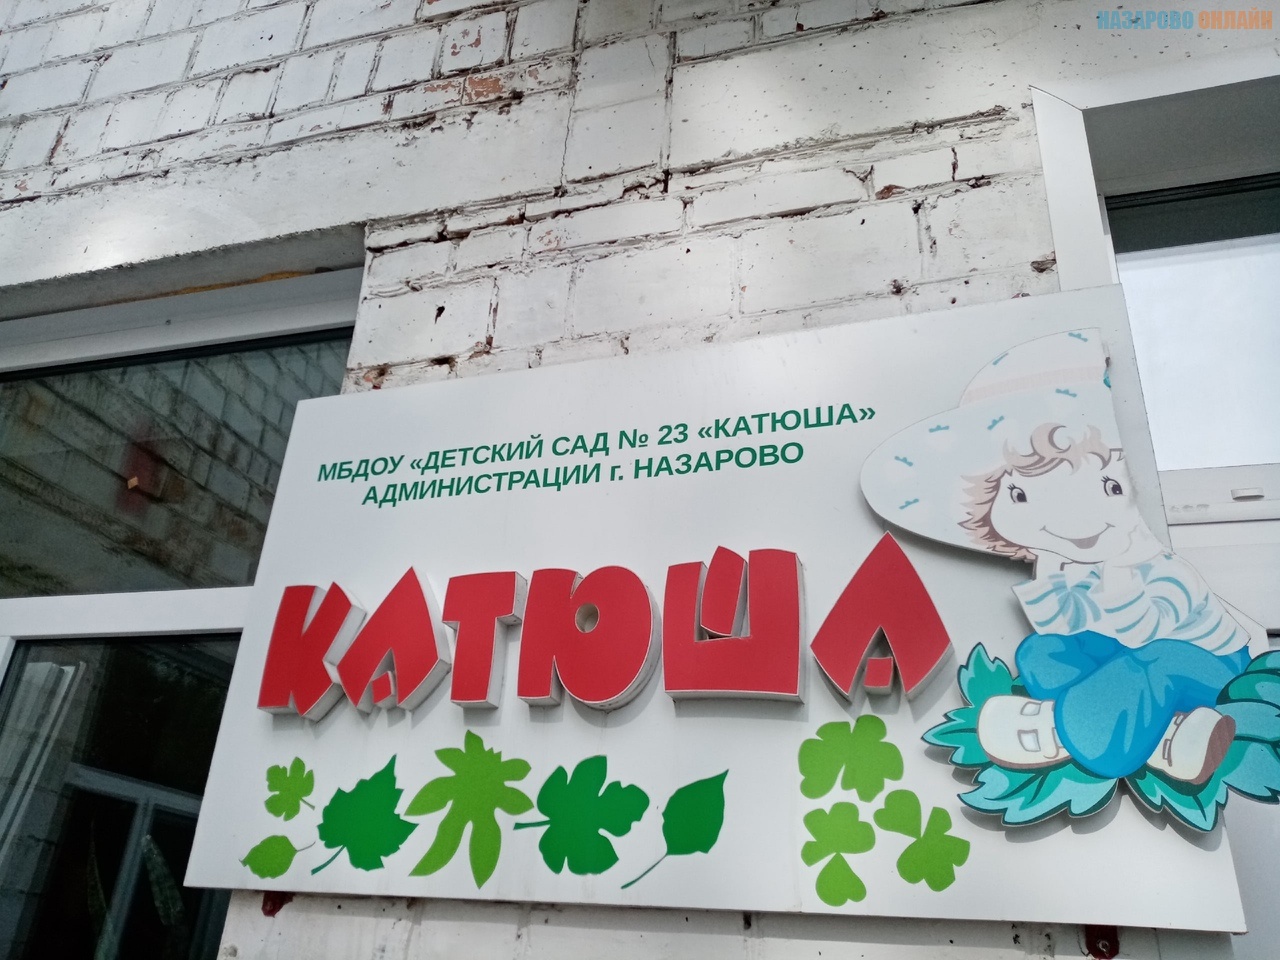 НАЗАРОВО ОНЛАЙН
МБДОУ «ДЕТСКИЙ САД № 23 «КАТЮША»
АДМИНИСТРАЦИИ г. НАЗАРОВО
КАТЮША